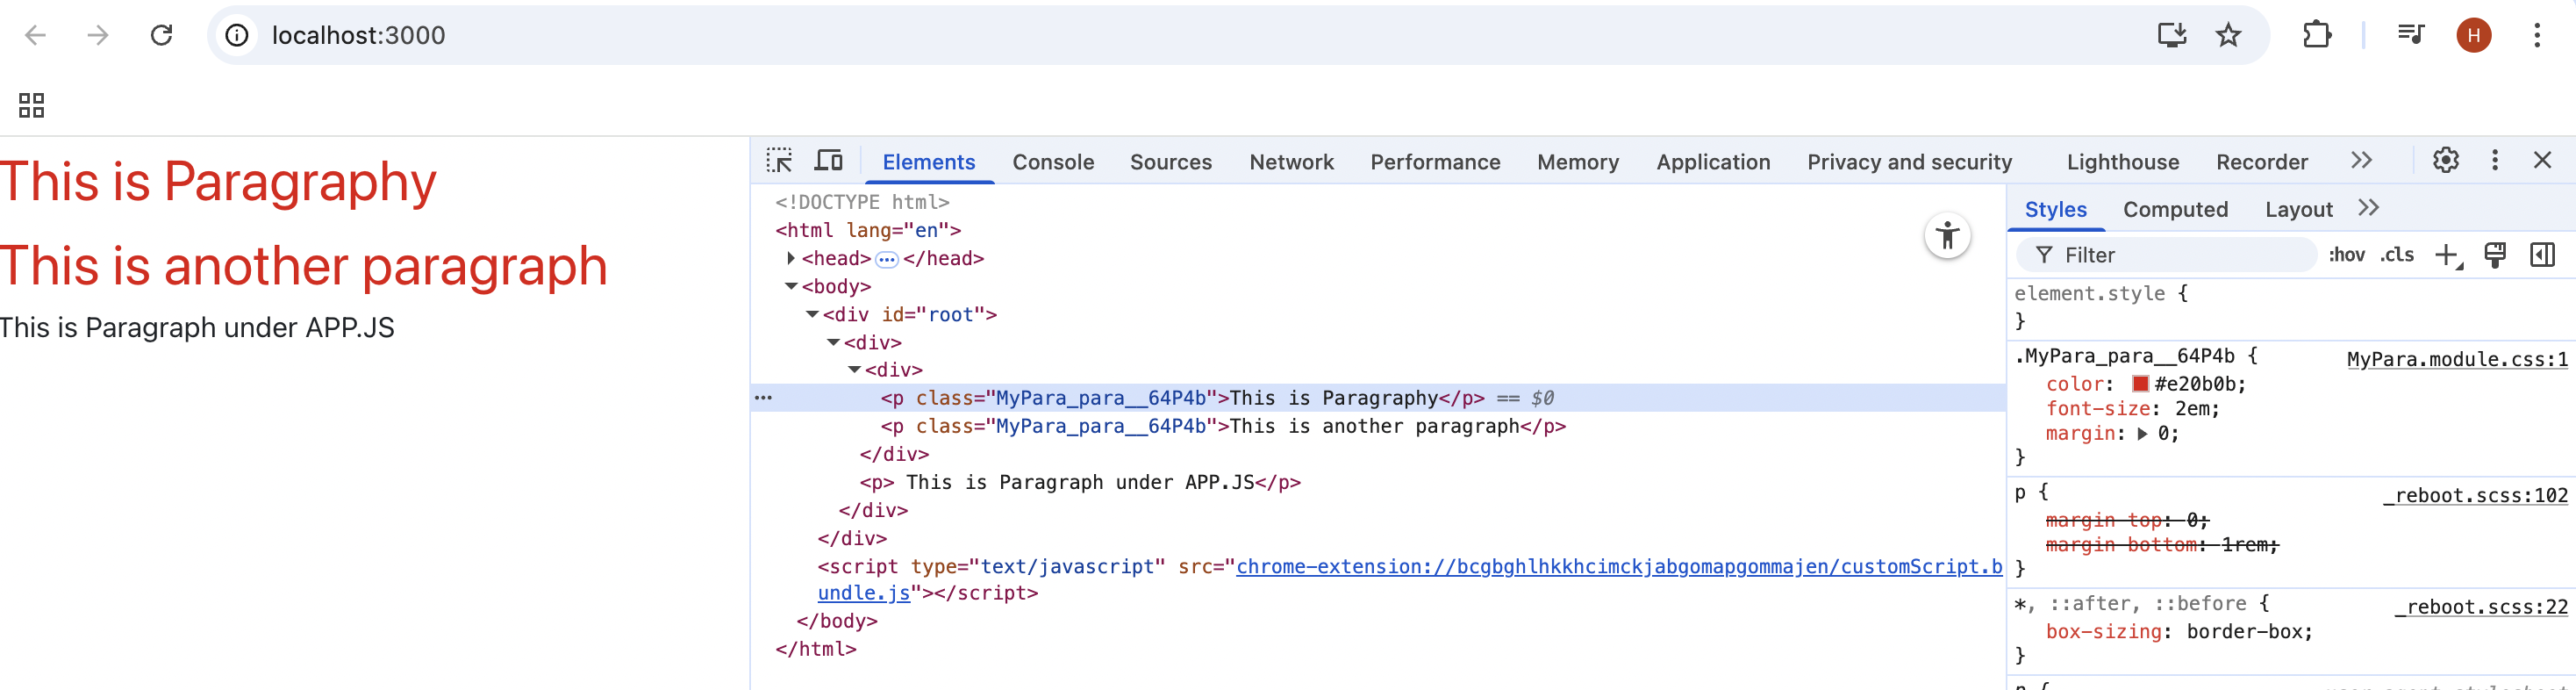 localhost:3000
H
This is Paragraphy
This is another paragraph
This is Paragraph under APP.JS
Elements Console Sources Network Performance Memory Application Privacy and security Lighthouse Recorder
<!DOCTYPE html>
<html lang="en">
<head> ••• </head>
<body>
<div id="root">
<div>
<div>
••• <p class="MyPara_para__64P4b">This is Paragraphy</p> == $0
<p class="MyPara_para__64P4b">This is another paragraph</p>
</div>
<p> This is Paragraph under APP.JS</p>
</div>
</div>
<script type="text/javascript" src="chrome-extension://bcgbghlhkkhcimckjabgomapgommajen/customScript.b
undle.js"></script>
</body>
</html>
Styles Computed Layout
Filter :hov .cls
element.style {
}
.MyPara_para__64P4b { MyPara.module.css:1
color: #e20b0b;
font-size: 2em;
margin: 0;
}
p { _reboot.scss:102
margin-top: 0;
margin-bottom: 1rem;
}
*, ::after, ::before { _reboot.scss:22
box-sizing: border-box;
}